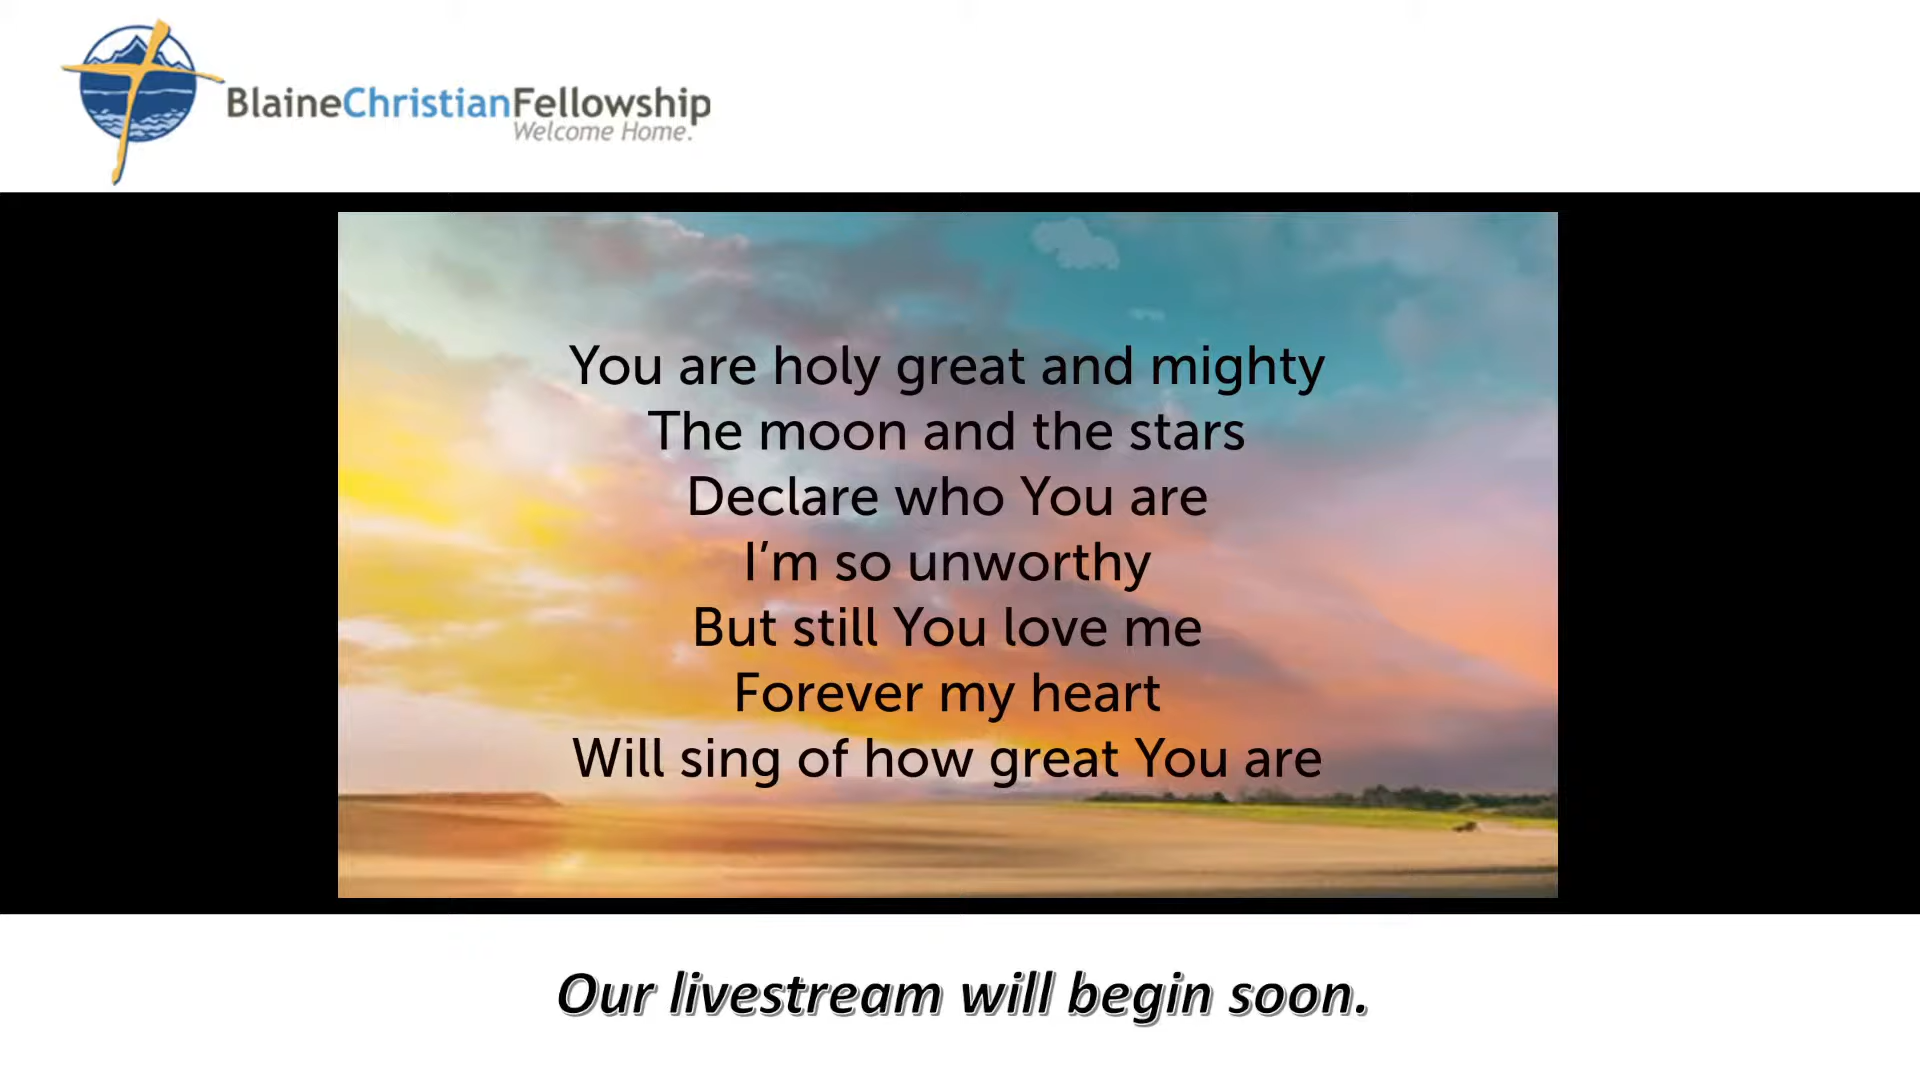 BlaineChristianFellowship
Welcome Home.
You are holy great and mighty
The moon and the stars
Declare who You are
I’m so unworthy
But still You love me
Forever my heart
Will sing of how great You are
Our livestream will begin soon.